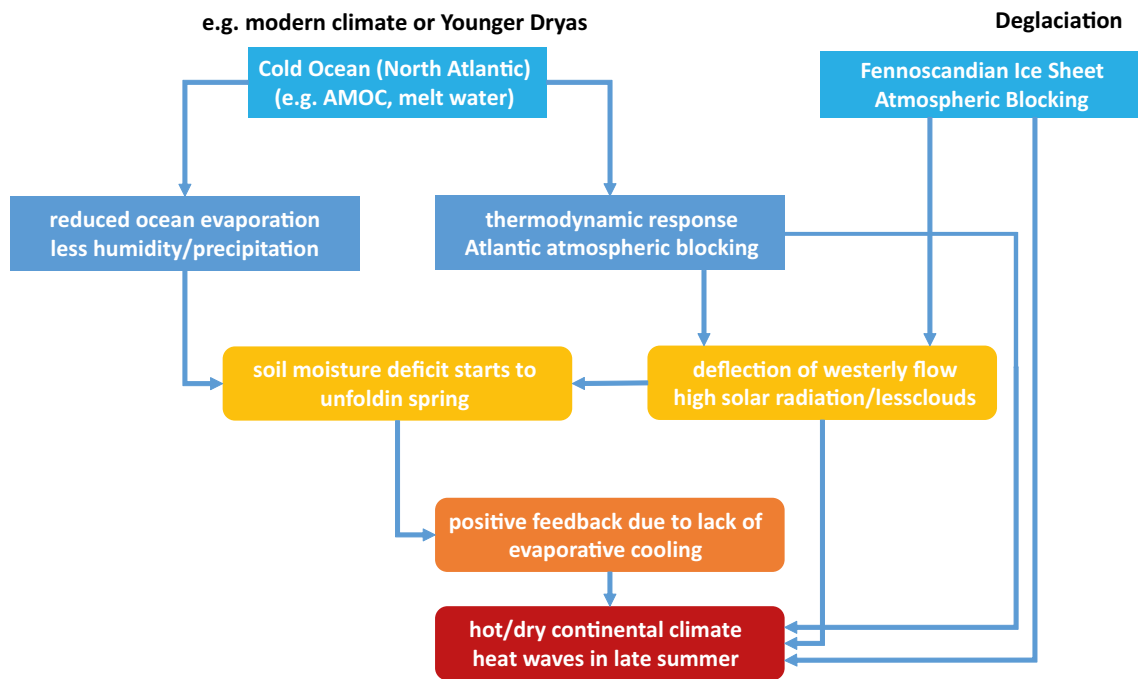 e.g. modern climate or Younger Dryas
Deglaciation
Cold Ocean (North Atlantic)
(e.g. AMOC, melt water)
Fennoscandian Ice Sheet
Atmospheric Blocking
reduced ocean evaporation
less humidity/precipitation
thermodynamic response
Atlantic atmospheric blocking
soil moisture deficit starts to
unfoldin spring
deflection of westerly flow
high solar radiation/lessclouds
positive feedback due to lack of
evaporative cooling
hot/dry continental climate
heat waves in late summer